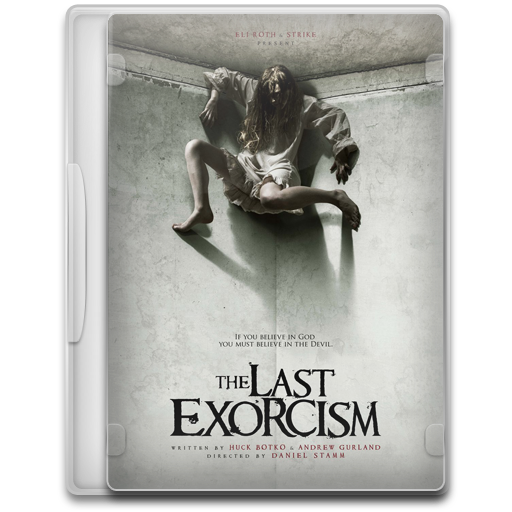 ELI ROTH & STRIKE
PRESENT
IF YOU BELIEVE IN GOD
YOU MUST BELIEVE IN THE DEVIL.
THE LAST
EXORCISM
WRITTEN BY HUCK BOTKO & ANDREW GURLAND
DIRECTED BY DANIEL STAMM